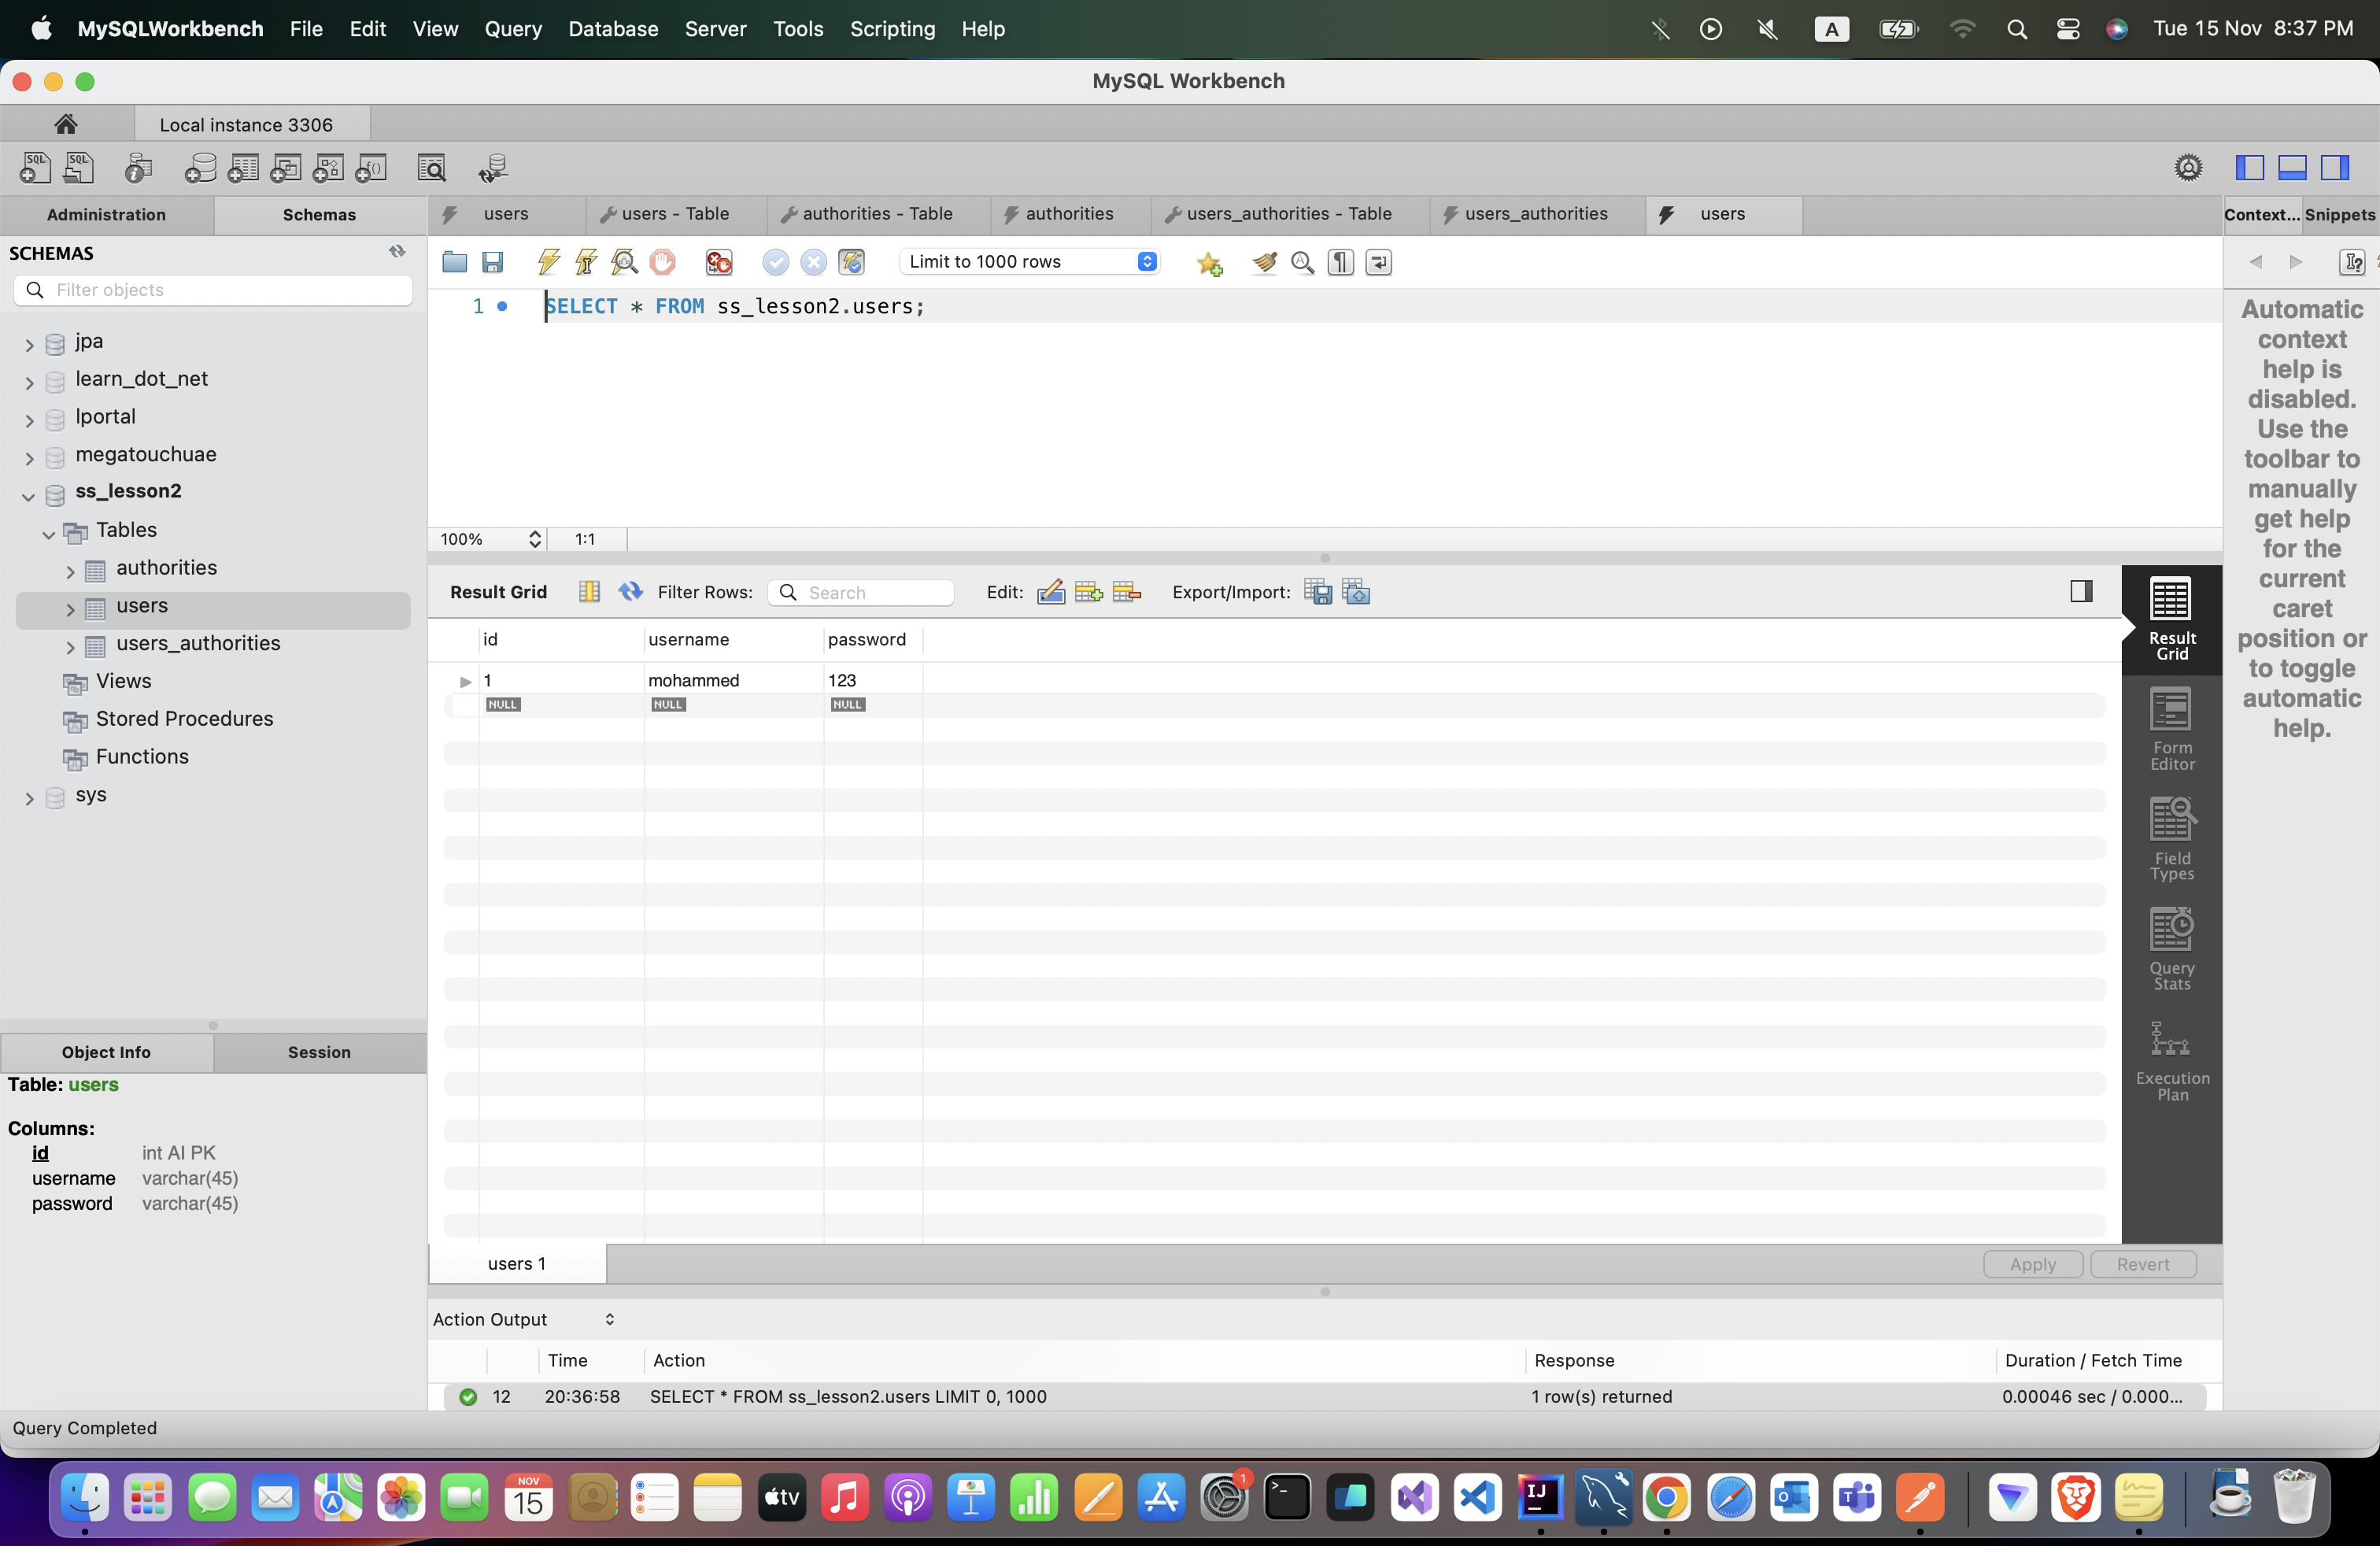 MySQLWorkbench File Edit View Query Database Server Tools Scripting Help A Tue 15 Nov 8:37 PM
MySQL Workbench
Local instance 3306
SQL SQL
Administration Schemas users users - Table authorities - Table authorities users_authorities - Table users_authorities users Context... Snippets
SCHEMAS
Limit to 1000 rows
Filter objects
1 SELECT * FROM ss_lesson2.users;
Automatic
context
help is
disabled.
Use the
toolbar to
manually
get help
for the
current
caret
position or
to toggle
automatic
help.
jpa
learn_dot_net
lportal
megatouchuae
ss_lesson2
Tables
authorities
users
users_authorities
Views
Stored Procedures
Functions
sys
100% 1:1
Result Grid Filter Rows: Search Edit: Export/Import:
id username password
1 mohammed 123
NULL NULL NULL
Result
Grid
Form
Editor
Field
Types
Query
Stats
Execution
Plan
Object Info Session
Table: users
Columns:
id int AI PK
username varchar(45)
password varchar(45)
users 1 Apply Revert
Action Output
Time Action Response Duration / Fetch Time
12 20:36:58 SELECT * FROM ss_lesson2.users LIMIT 0, 1000 1 row(s) returned 0.00046 sec / 0.000...
Query Completed
NOV
15
tv
1
IJ